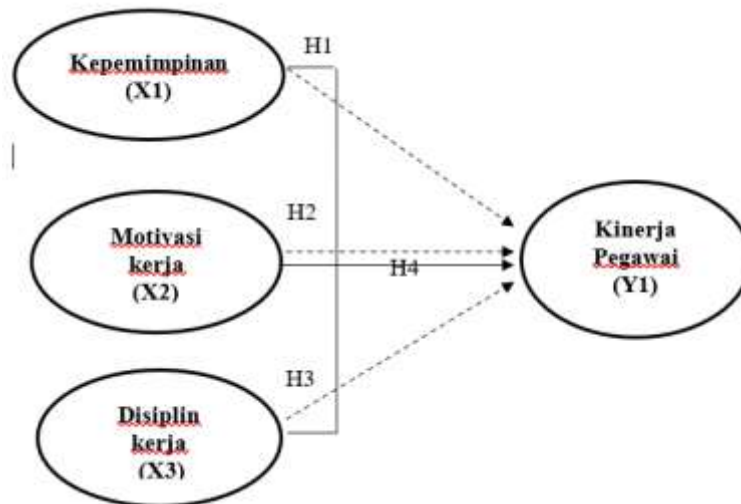 Kepemimpinan
(X1)
H1
Motivasi
kerja
(X2)
H2
H4
Kinerja
Pegawai
(Y1)
Disiplin
kerja
(X3)
H3